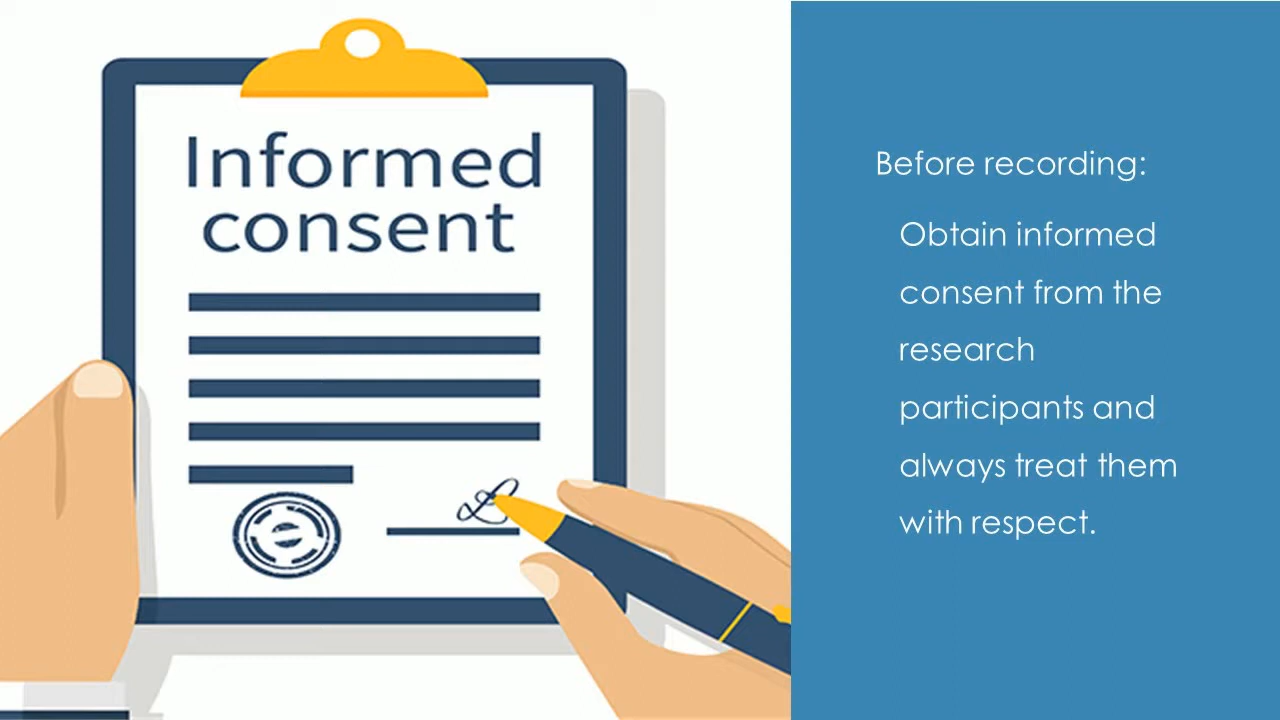 Informed
consent
Before recording:
Obtain informed
consent from the
research
participants and
always treat them
with respect.